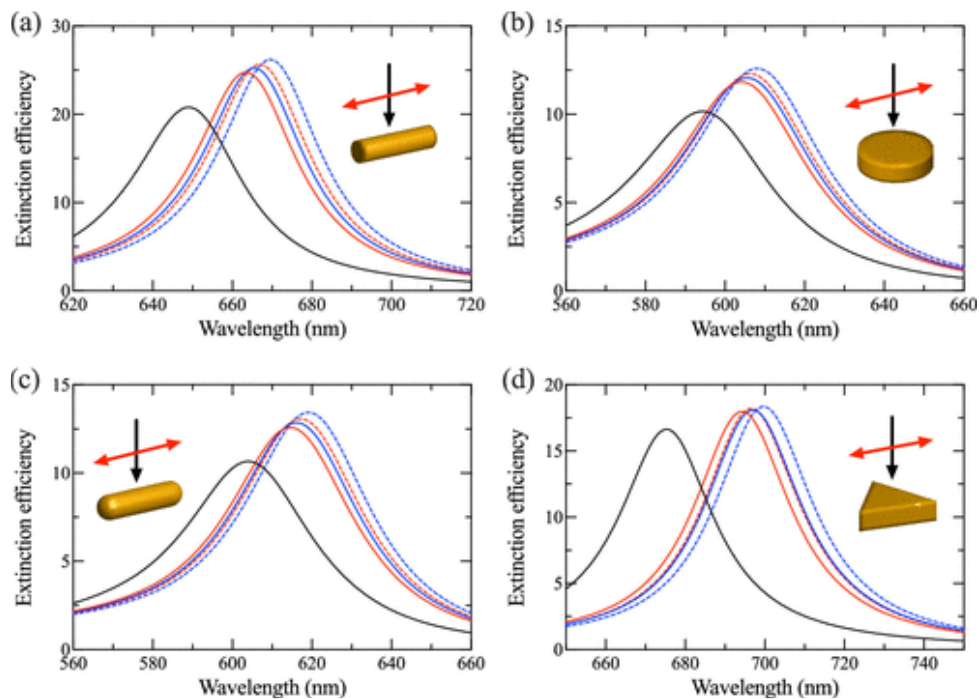 (a)
30
20
10
0
Extinction efficiency
620 640 660 680 700 720
Wavelength (nm)
(b)
15
10
5
0
Extinction efficiency
560 580 600 620 640 660
Wavelength (nm)
(c)
15
10
5
0
Extinction efficiency
560 580 600 620 640 660
Wavelength (nm)
(d)
20
15
10
5
0
Extinction efficiency
660 680 700 720 740
Wavelength (nm)